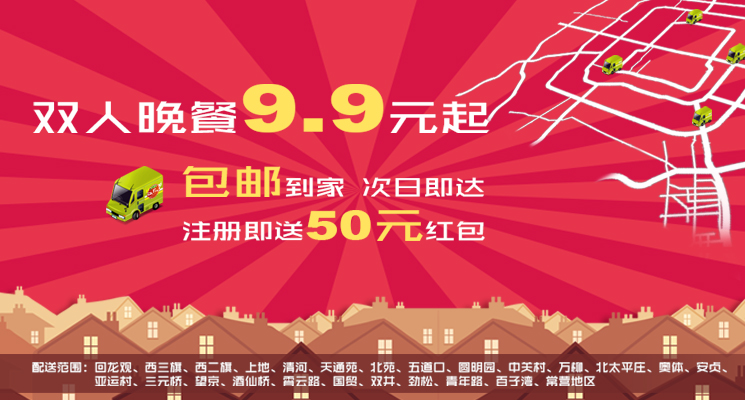 双人晚餐9.9元起
包邮到家 次日即达
注册即送50元红包
配送范围：回龙观、西三旗、西二旗、上地、清河、天通苑、北苑、五道口、圆明园、中关村、万柳、北太平庄、奥体、安贞、
亚运村、三元桥、望京、酒仙桥、霄云路、国贸、双井、劲松、青年路、百子湾、常营地区